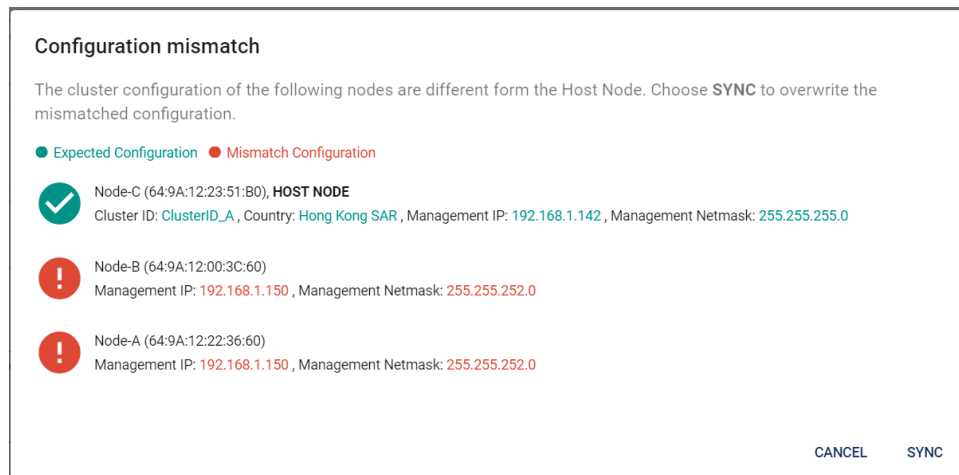 Configuration mismatch
The cluster configuration of the following nodes are different form the Host Node. Choose SYNC to overwrite the
mismatched configuration.
Expected Configuration Mismatch Configuration
Node-C (64:9A:12:23:51:B0), HOST NODE
Cluster ID: ClusterID_A , Country: Hong Kong SAR , Management IP: 192.168.1.142 , Management Netmask: 255.255.255.0
Node-B (64:9A:12:00:3C:60)
Management IP: 192.168.1.150 , Management Netmask: 255.255.252.0
Node-A (64:9A:12:22:36:60)
Management IP: 192.168.1.150 , Management Netmask: 255.255.252.0
CANCEL SYNC